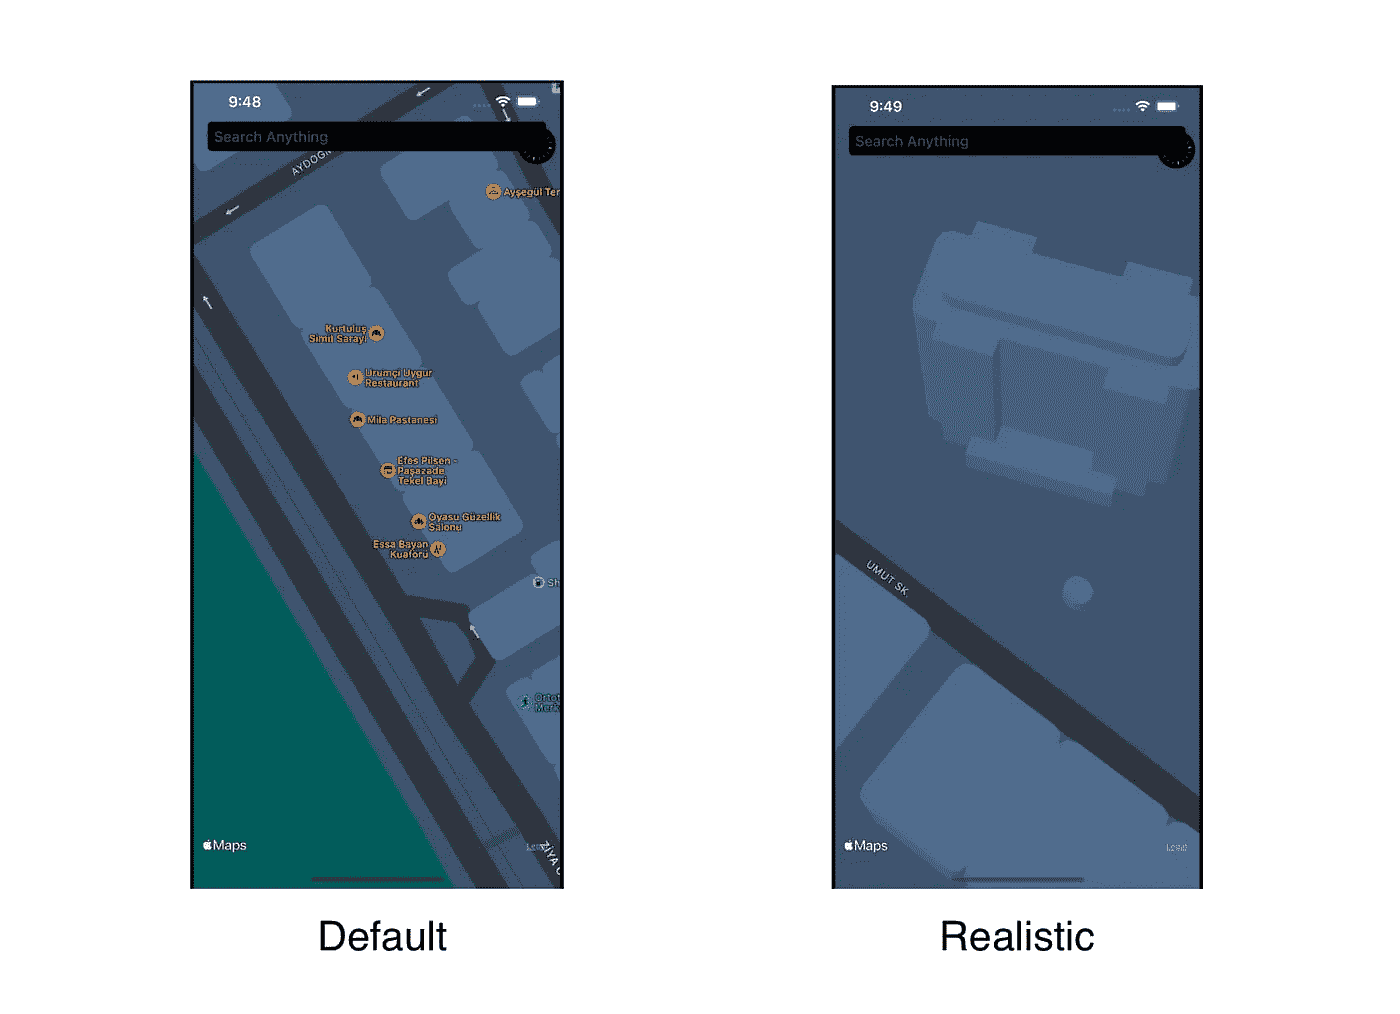 9:48
Search Anything
AYDOĞ
Ayşegül Ter
Kurtuluş
Simit Sarayı
Urumçi Uygur
Restaurant
Mila Pastanesi
Efes Pilsen -
Paşazade
Tekel Bayi
Oyasu Güzellik
Salonu
Essa Bayan
Kuaförü
Sh
Ortot
Merk
ZİYA G
Maps
Legal
Default
9:49
Search Anything
UMUT SK.
Maps
Legal
Realistic